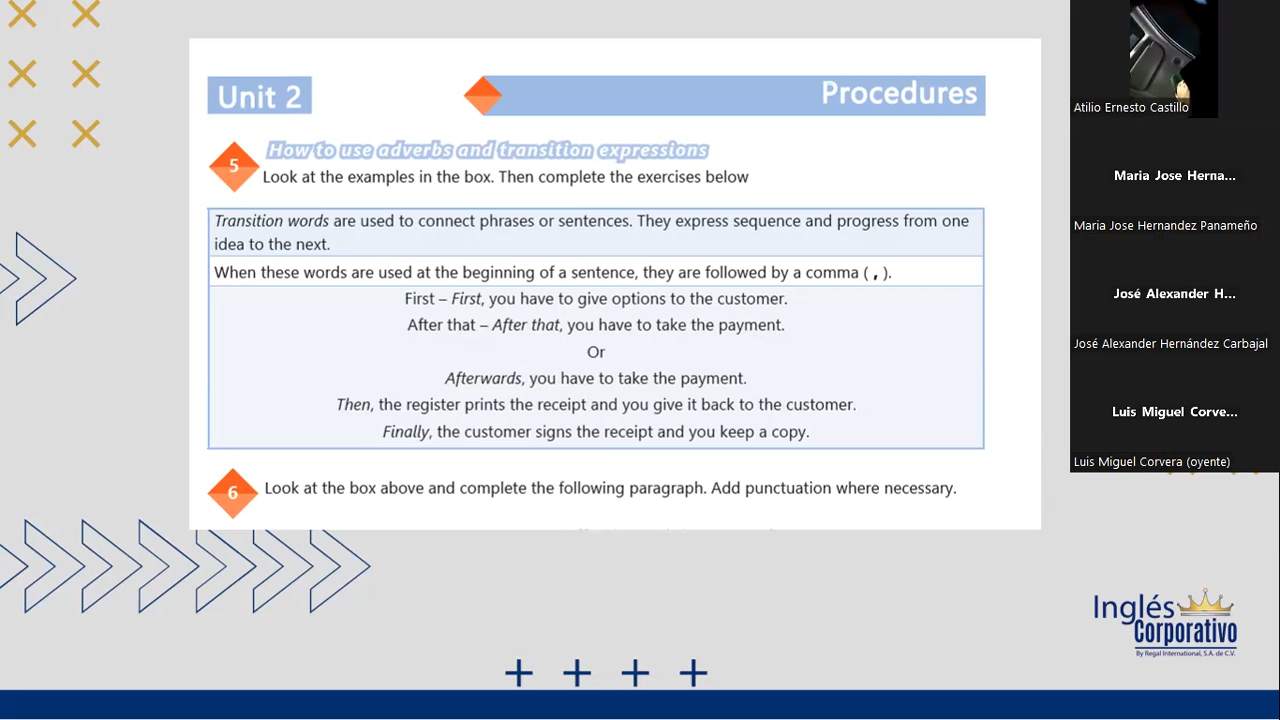 Unit 2
Procedures
5
How to use adverbs and transition expressions
Look at the examples in the box. Then complete the exercises below
Transition words are used to connect phrases or sentences. They express sequence and progress from one
idea to the next.
When these words are used at the beginning of a sentence, they are followed by a comma ( , ).
First – First, you have to give options to the customer.
After that – After that, you have to take the payment.
Or
Afterwards, you have to take the payment.
Then, the register prints the receipt and you give it back to the customer.
Finally, the customer signs the receipt and you keep a copy.
6
Look at the box above and complete the following paragraph. Add punctuation where necessary.
Atilio Ernesto Castillo
Maria Jose Herna...
Maria Jose Hernandez Panameño
José Alexander H...
José Alexander Hernández Carbajal
Luis Miguel Corve...
Luis Miguel Corvera (oyente)
Inglés
Corporativo
By Regal International, S.A. de C.V.